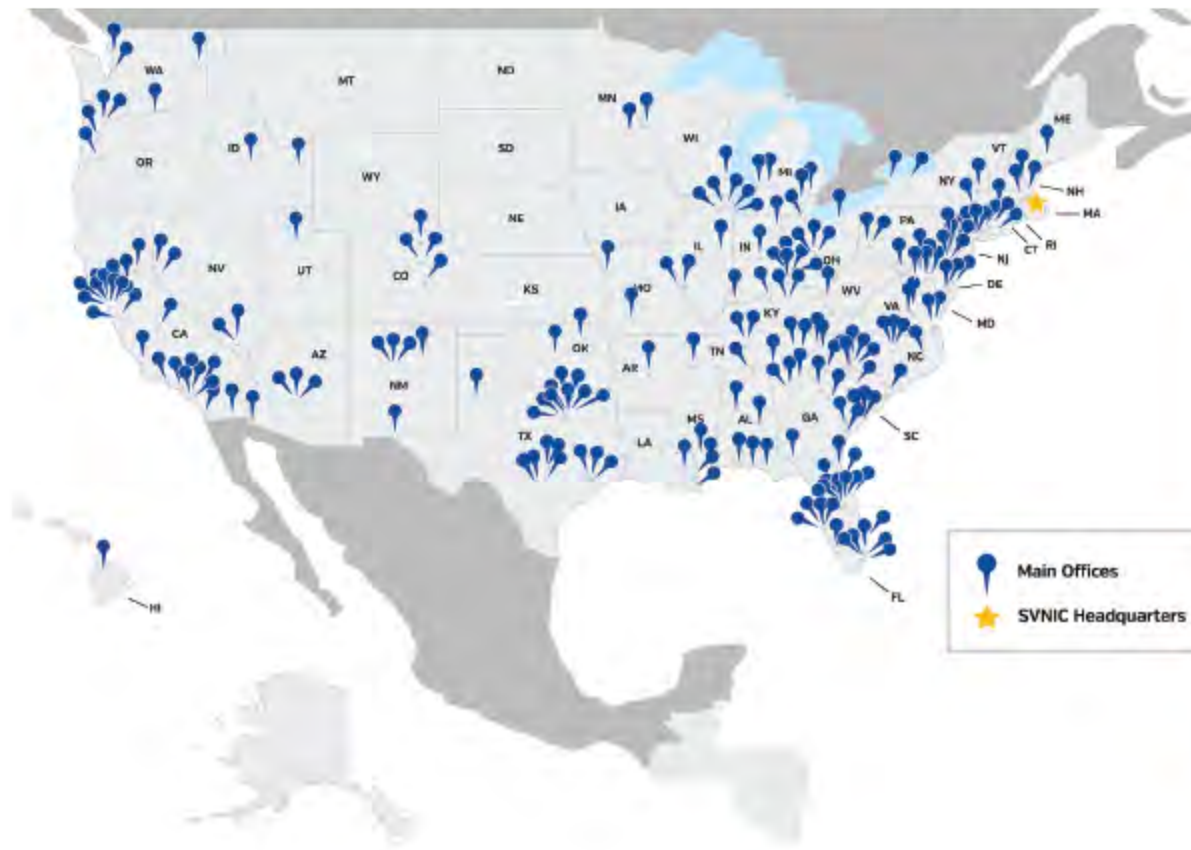 WA
MT
ND
MN
ME
WI
VT
OR
ID
SD
MI
WY
NY
NH
IA
MA
NE
PA
RI
CT
IL
IN
NV
UT
CO
OH
NJ
KS
MO
WV
DE
VA
KY
MD
CA
AZ
OK
TN
NC
AR
NM
MS
AL
GA
TX
LA
SC
Main Offices
FL
HI
SVNIC Headquarters